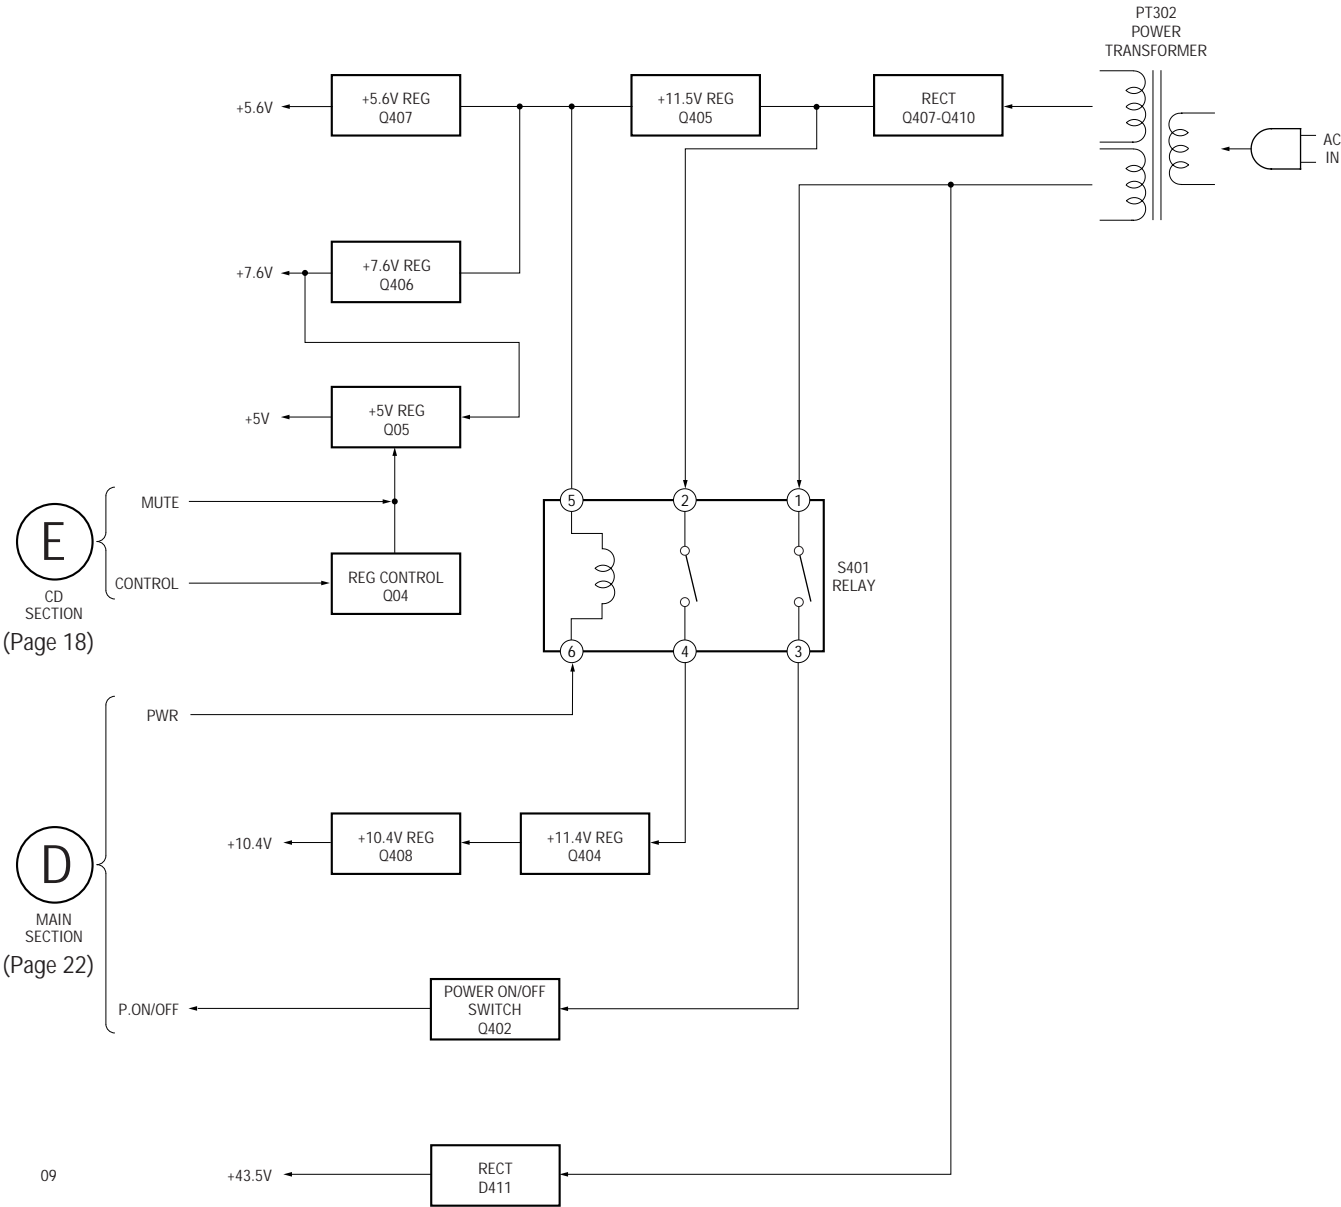 PT302
POWER
TRANSFORMER
+5.6V
+5.6V REG
Q407
+11.5V REG
Q405
RECT
Q407-Q410
AC
IN
+7.6V
+7.6V REG
Q406
+5V
+5V REG
Q05
E
CD
SECTION
(Page 18)
MUTE
CONTROL
REG CONTROL
Q04
5
2
1
S401
RELAY
6
4
3
D
MAIN
SECTION
(Page 22)
PWR
+10.4V
+10.4V REG
Q408
+11.4V REG
Q404
P.ON/OFF
POWER ON/OFF
SWITCH
Q402
09
+43.5V
RECT
D411